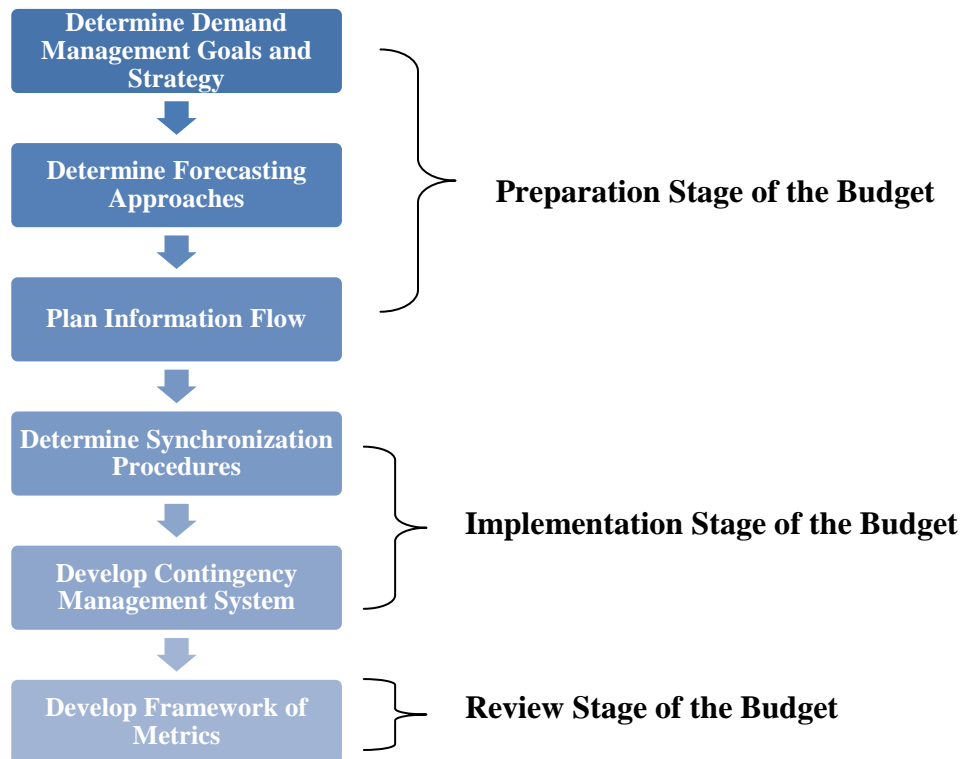 Determine Demand
Management Goals and
Strategy
Determine Forecasting
Approaches
Preparation Stage of the Budget
Plan Information Flow
Determine Synchronization
Procedures
Implementation Stage of the Budget
Develop Contingency
Management System
Develop Framework of
Metrics
Review Stage of the Budget